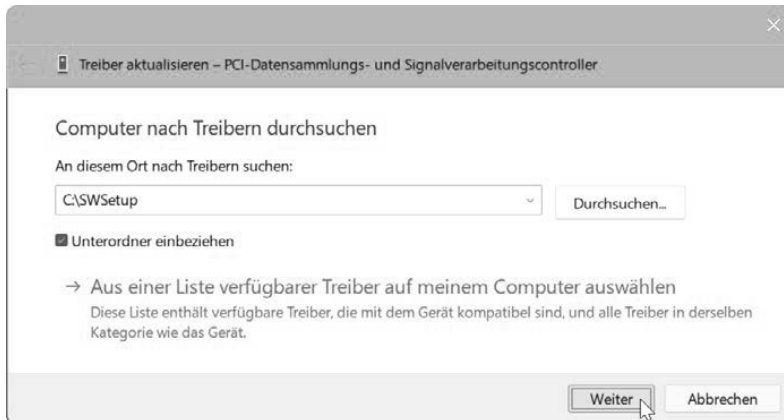 Treiber aktualisieren – PCI-Datensammlungs- und Signalverarbeitungscontroller
Computer nach Treibern durchsuchen
An diesem Ort nach Treibern suchen:
C:\SWSetup
Durchsuchen...
Unterordner einbeziehen
Aus einer Liste verfügbarer Treiber auf meinem Computer auswählen
Diese Liste enthält verfügbare Treiber, die mit dem Gerät kompatibel sind, und alle Treiber in derselben
Kategorie wie das Gerät.
Weiter
Abbrechen